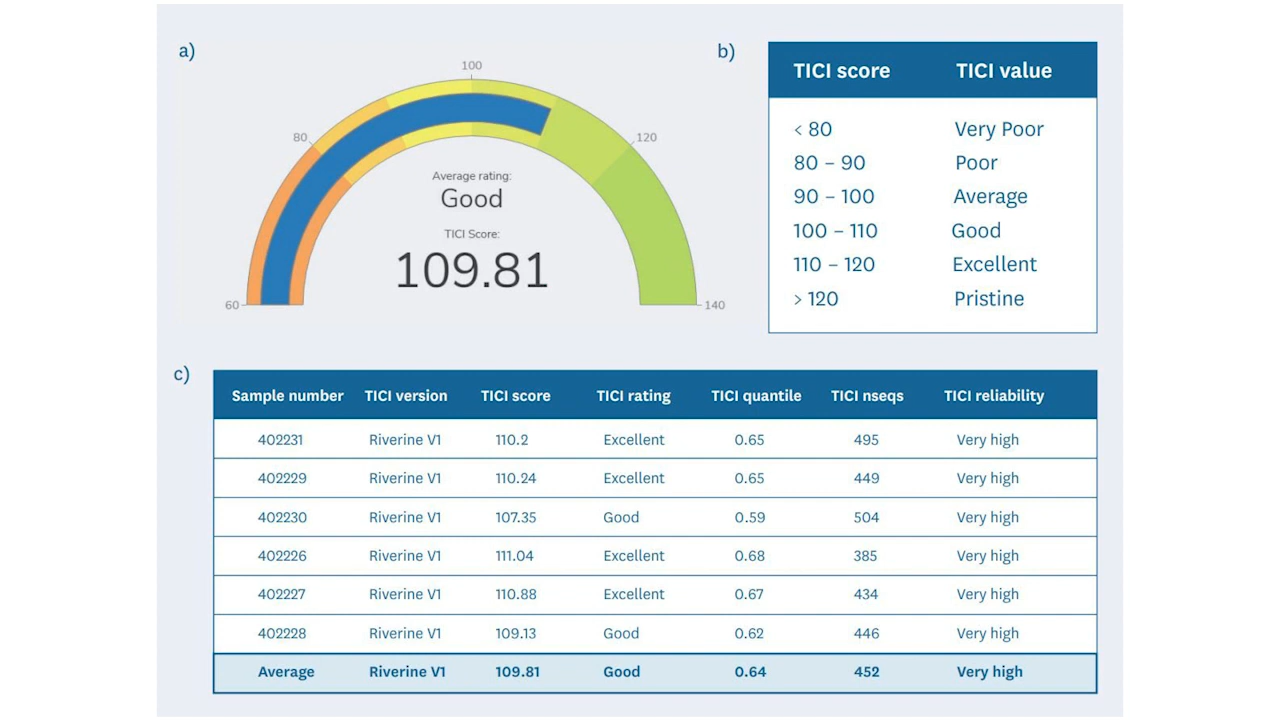 a)
100
80
120
Average rating:
Good
TICI Score:
109.81
60
140
b)
TICI score TICI value
< 80 Very Poor
80 – 90 Poor
90 – 100 Average
100 – 110 Good
110 – 120 Excellent
> 120 Pristine
c)
Sample number TICI version TICI score TICI rating TICI quantile TICI nseqs TICI reliability
402231 Riverine V1 110.2 Excellent 0.65 495 Very high
402229 Riverine V1 110.24 Excellent 0.65 449 Very high
402230 Riverine V1 107.35 Good 0.59 504 Very high
402226 Riverine V1 111.04 Excellent 0.68 385 Very high
402227 Riverine V1 110.88 Excellent 0.67 434 Very high
402228 Riverine V1 109.13 Good 0.62 446 Very high
Average Riverine V1 109.81 Good 0.64 452 Very high